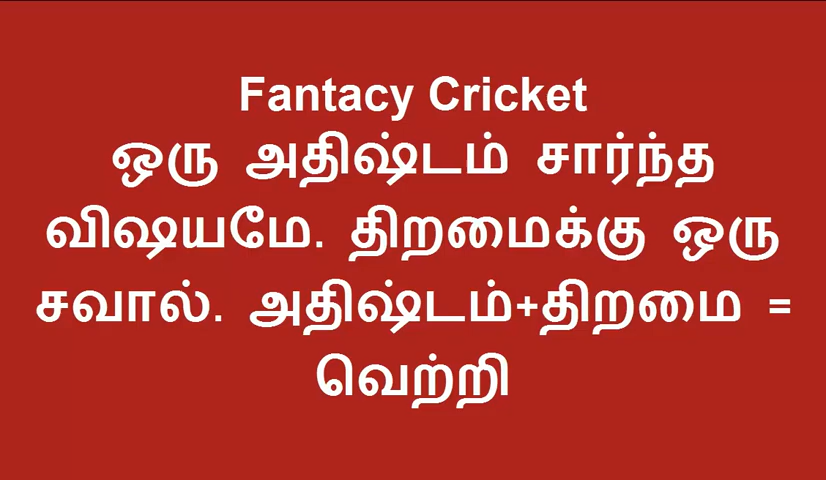 Fantacy Cricket
ஒரு அதிஷ்டம் சார்ந்த
விஷயமே. திறமைக்கு ஒரு
சவால். அதிஷ்டம்+திறமை =
வெற்றி